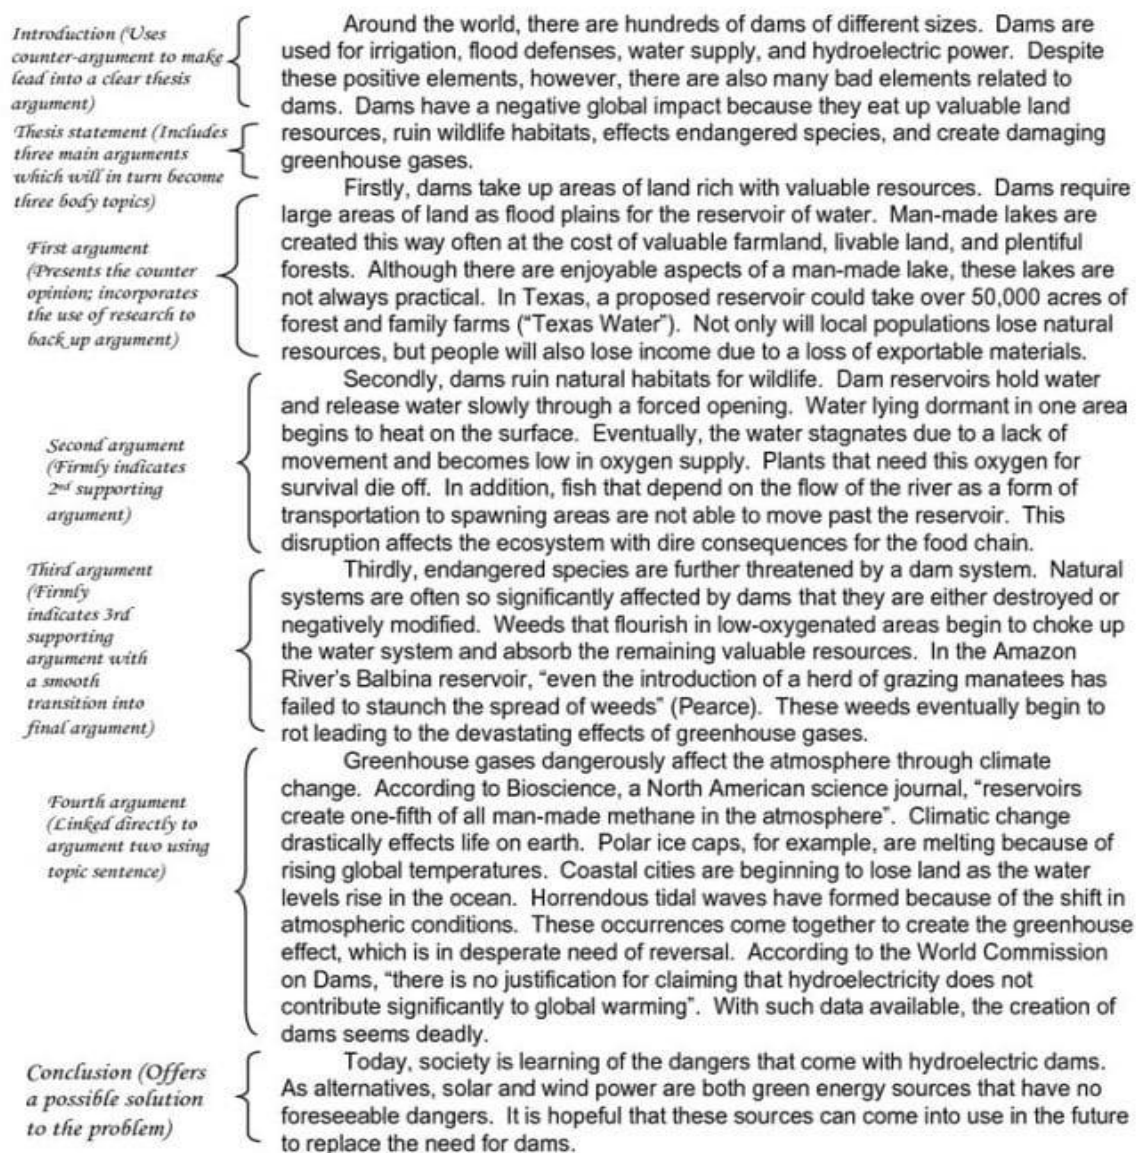 Introduction (Uses
counter-argument to make
lead into a clear thesis
argument)
Around the world, there are hundreds of dams of different sizes. Dams are
used for irrigation, flood defenses, water supply, and hydroelectric power. Despite
these positive elements, however, there are also many bad elements related to
dams. Dams have a negative global impact because they eat up valuable land
resources, ruin wildlife habitats, effects endangered species, and create damaging
greenhouse gases.
Thesis statement (Includes
three main arguments
which will in turn become
three body topics)
Firstly, dams take up areas of land rich with valuable resources. Dams require
large areas of land as flood plains for the reservoir of water. Man-made lakes are
created this way often at the cost of valuable farmland, livable land, and plentiful
forests. Although there are enjoyable aspects of a man-made lake, these lakes are
not always practical. In Texas, a proposed reservoir could take over 50,000 acres of
forest and family farms (“Texas Water”). Not only will local populations lose natural
resources, but people will also lose income due to a loss of exportable materials.
First argument
(Presents the counter
opinion; incorporates
the use of research to
back up argument)
Secondly, dams ruin natural habitats for wildlife. Dam reservoirs hold water
and release water slowly through a forced opening. Water lying dormant in one area
begins to heat on the surface. Eventually, the water stagnates due to a lack of
movement and becomes low in oxygen supply. Plants that need this oxygen for
survival die off. In addition, fish that depend on the flow of the river as a form of
transportation to spawning areas are not able to move past the reservoir. This
disruption affects the ecosystem with dire consequences for the food chain.
Second argument
(Firmly indicates
2nd supporting
argument)
Thirdly, endangered species are further threatened by a dam system. Natural
systems are often so significantly affected by dams that they are either destroyed or
negatively modified. Weeds that flourish in low-oxygenated areas begin to choke up
the water system and absorb the remaining valuable resources. In the Amazon
River’s Balbina reservoir, “even the introduction of a herd of grazing manatees has
failed to staunch the spread of weeds” (Pearce). These weeds eventually begin to
rot leading to the devastating effects of greenhouse gases.
Third argument
(Firmly
indicates 3rd
supporting
argument with
a smooth
transition into
final argument)
Greenhouse gases dangerously affect the atmosphere through climate
change. According to Bioscience, a North American science journal, “reservoirs
create one-fifth of all man-made methane in the atmosphere”. Climatic change
drastically effects life on earth. Polar ice caps, for example, are melting because of
rising global temperatures. Coastal cities are beginning to lose land as the water
levels rise in the ocean. Horrendous tidal waves have formed because of the shift in
atmospheric conditions. These occurrences come together to create the greenhouse
effect, which is in desperate need of reversal. According to the World Commission
on Dams, “there is no justification for claiming that hydroelectricity does not
contribute significantly to global warming”. With such data available, the creation of
dams seems deadly.
Fourth argument
(Linked directly to
argument two using
topic sentence)
Today, society is learning of the dangers that come with hydroelectric dams.
As alternatives, solar and wind power are both green energy sources that have no
foreseeable dangers. It is hopeful that these sources can come into use in the future
to replace the need for dams.
Conclusion (Offers
a possible solution
to the problem)